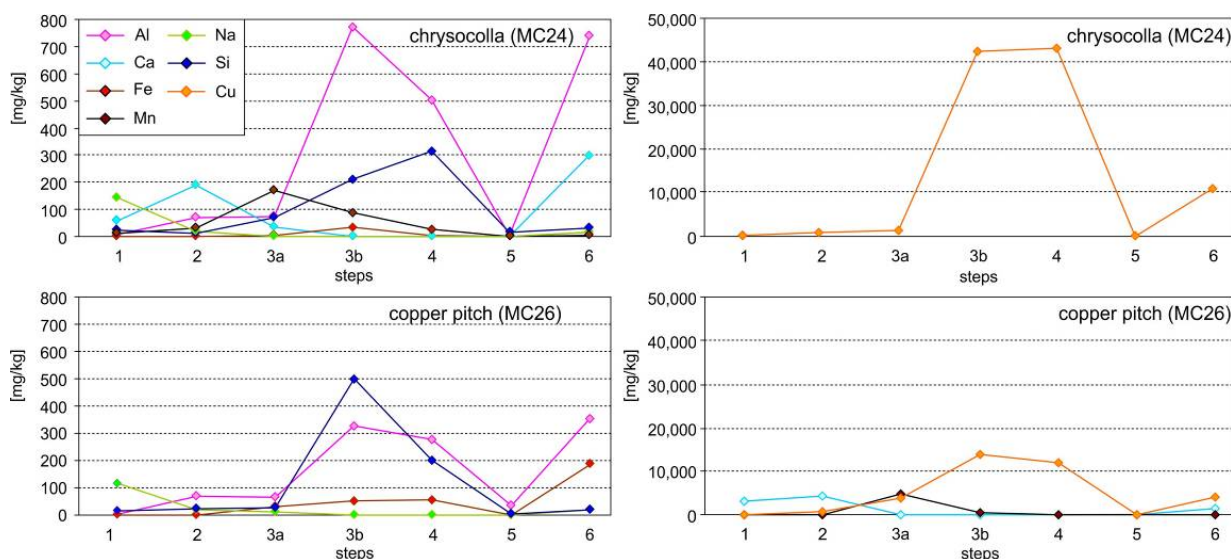 800
700
600
500
400
300
200
100
0
[mg/kg]
Al Na
Ca Si
Fe Cu
Mn
chrysocolla (MC24)
1 2 3a 3b 4 5 6
steps
50,000
40,000
30,000
20,000
10,000
0
[mg/kg]
chrysocolla (MC24)
1 2 3a 3b 4 5 6
steps
800
700
600
500
400
300
200
100
0
[mg/kg]
copper pitch (MC26)
1 2 3a 3b 4 5 6
steps
50,000
40,000
30,000
20,000
10,000
0
[mg/kg]
copper pitch (MC26)
1 2 3a 3b 4 5 6
steps